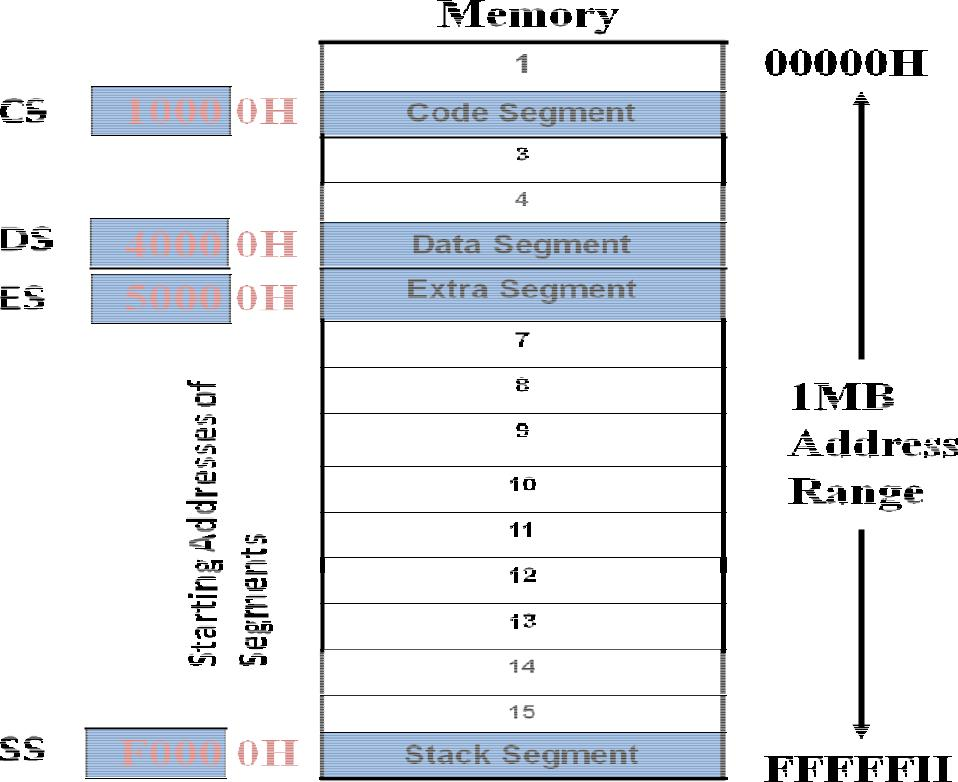 Memory
1
00000H
CS 1000 0H Code Segment
3
4
DS 4000 0H Data Segment
ES 5000 0H Extra Segment
7
8
9
10
11
12
13
14
15
1MB
Address
Range
Starting Addresses of
Segments
SS F000 0H Stack Segment
FFFFFH